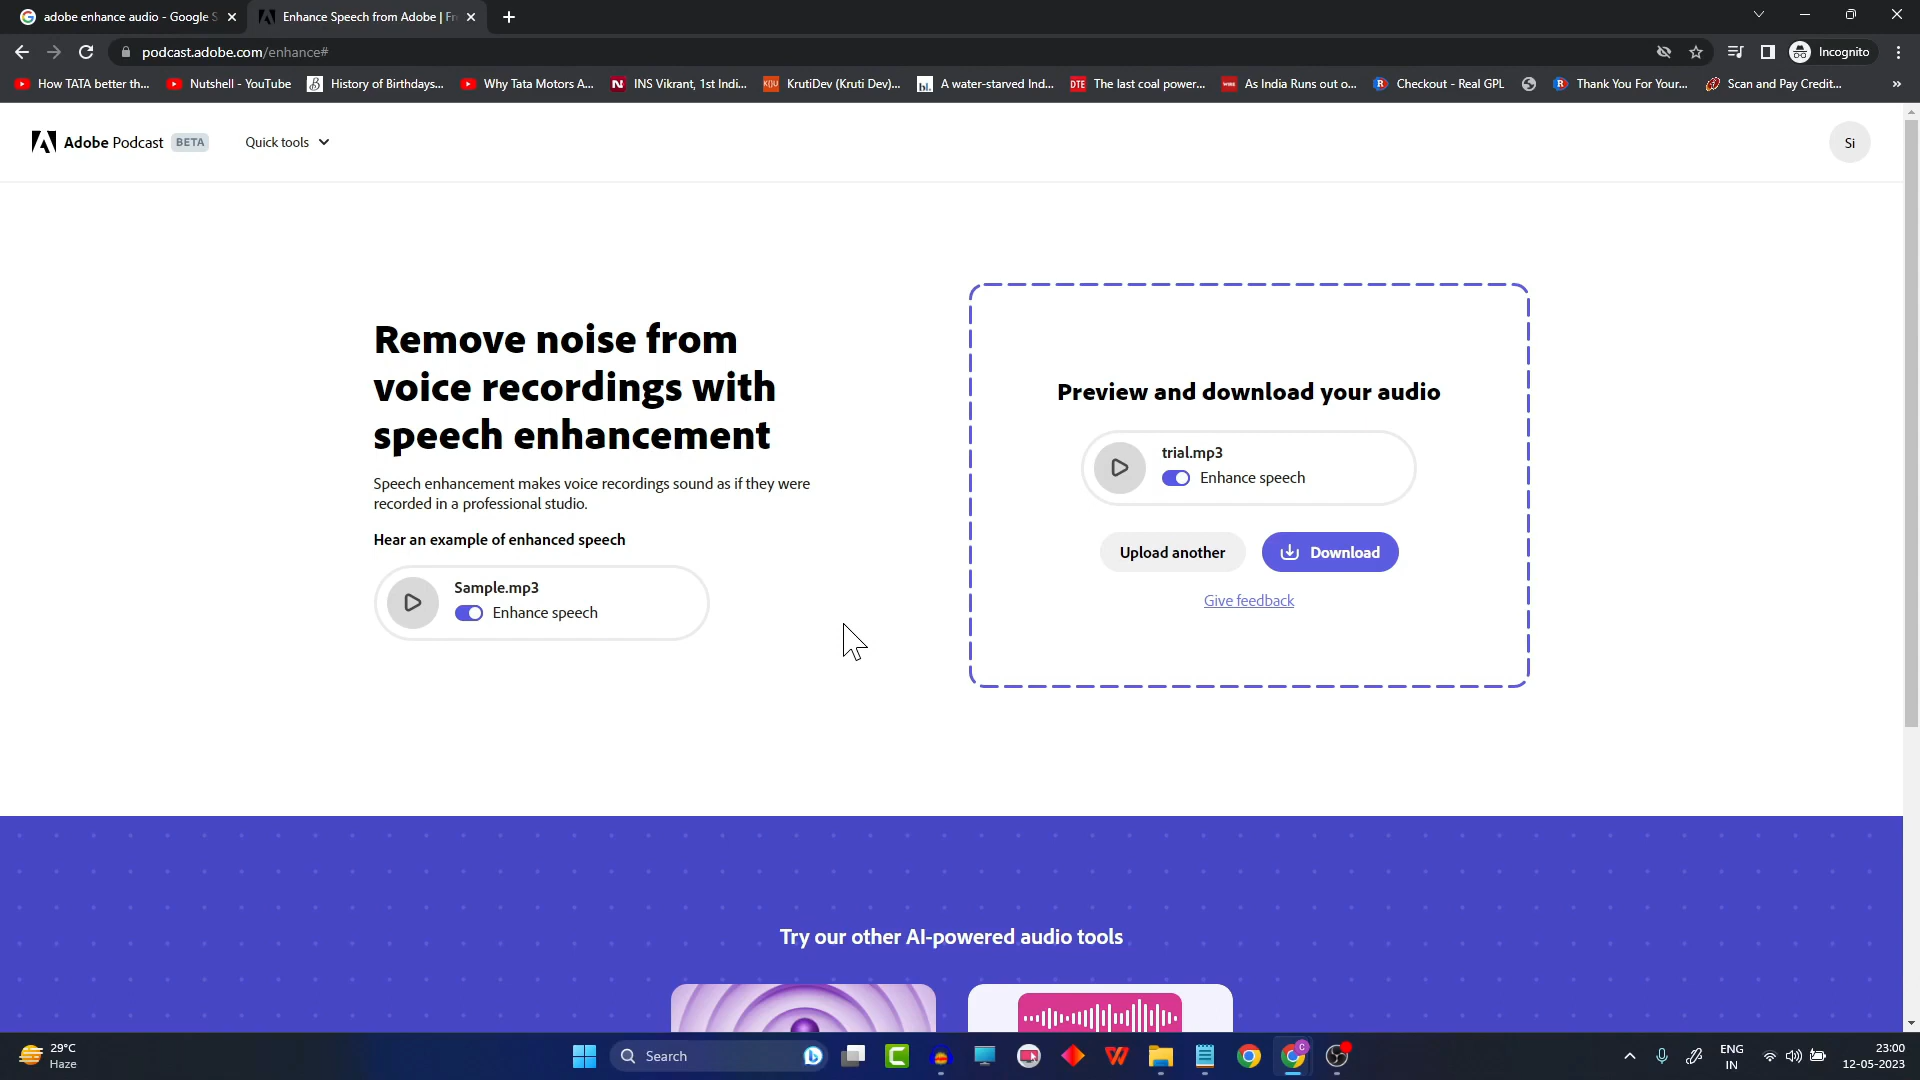 adobe enhance audio - Google S
Enhance Speech from Adobe | Fr
podcast.adobe.com/enhance#
Incognito
How TATA better th...
Nutshell - YouTube
History of Birthdays...
Why Tata Motors A...
INS Vikrant, 1st Indi...
KrutiDev (Kruti Dev)...
A water-starved Ind...
The last coal power...
As India Runs out o...
Checkout - Real GPL
Thank You For Your...
Scan and Pay Credit...
Adobe Podcast BETA
Quick tools
Si
Remove noise from
voice recordings with
speech enhancement
Speech enhancement makes voice recordings sound as if they were
recorded in a professional studio.
Hear an example of enhanced speech
Sample.mp3
Enhance speech
Preview and download your audio
trial.mp3
Enhance speech
Upload another
Download
Give feedback
Try our other AI-powered audio tools
29°C
Haze
Search
ENG
IN
23:00
12-05-2023